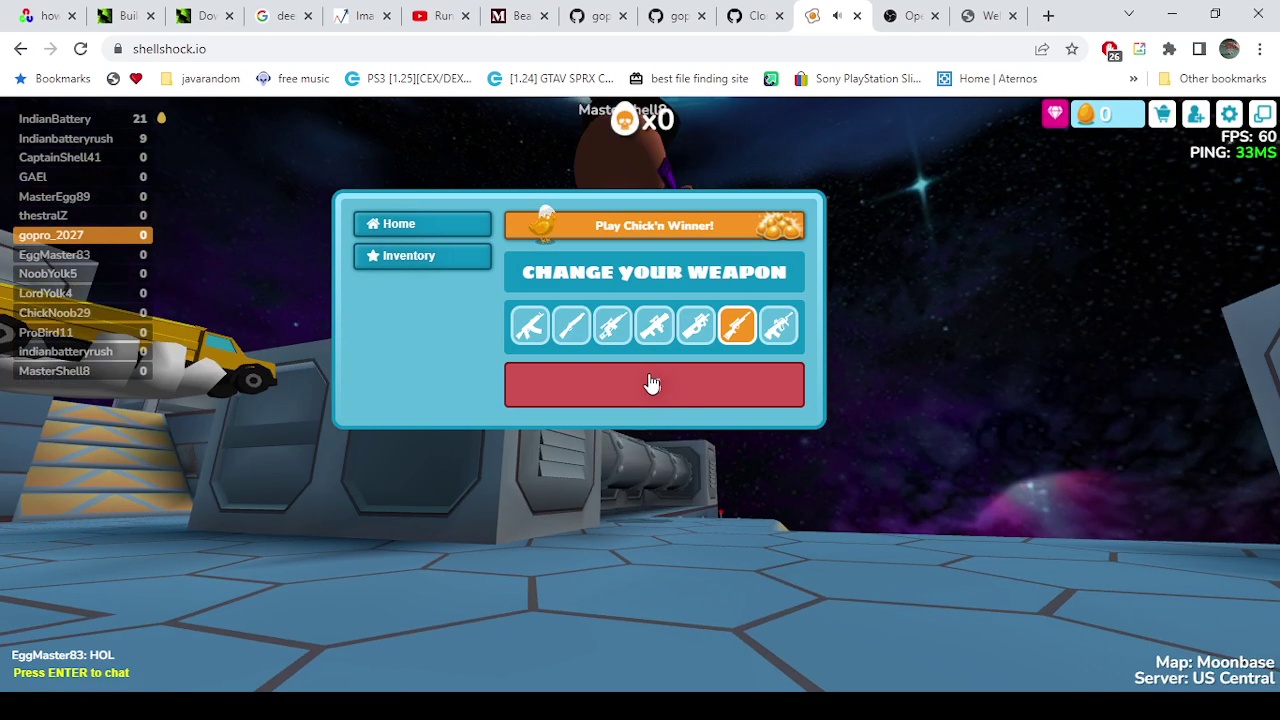 how
Buil
Dov
dee
Ima
Run
Bea
gop
gop
Clo
Ope
Wel
shellshock.io
26
Bookmarks
javarandom
free music
PS3 [1.25][CEX/DEX...
[1.24] GTAV SPRX C...
best file finding site
Sony PlayStation Sli...
Home | Aternos
»
Other bookmarks
IndianBattery 21
Indianbatteryrush 9
CaptainShell41 0
GAEl 0
MasterEgg89 0
thestralZ 0
gopro_2027 0
EggMaster83 0
NoobYolk5 0
LordYolk4 0
ChickNoob29 0
ProBird11 0
indianbatteryrush 0
MasterShell8 0
MasterShell8
x0
0
FPS: 60
PING: 33MS
Home
Inventory
Play Chick'n Winner!
CHANGE YOUR WEAPON
EggMaster83: HOL
Press ENTER to chat
Map: Moonbase
Server: US Central